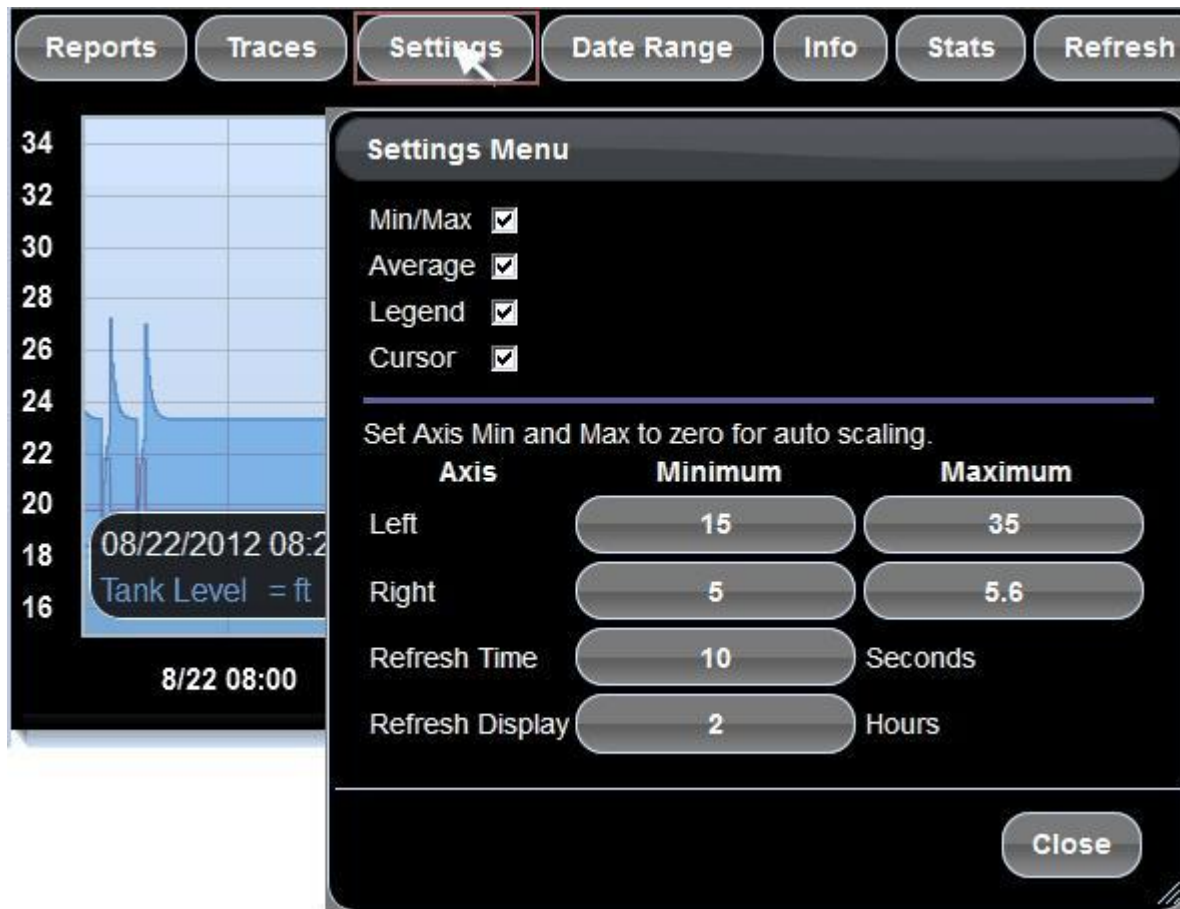 Reports Traces Settings Date Range Info Stats Refresh
34
32
30
28
26
24
22
20
18
16
08/22/2012 08:2
Tank Level = ft
8/22 08:00
Settings Menu
Min/Max
Average
Legend
Cursor
Set Axis Min and Max to zero for auto scaling.
Axis Minimum Maximum
Left 15 35
Right 5 5.6
Refresh Time 10 Seconds
Refresh Display 2 Hours
Close